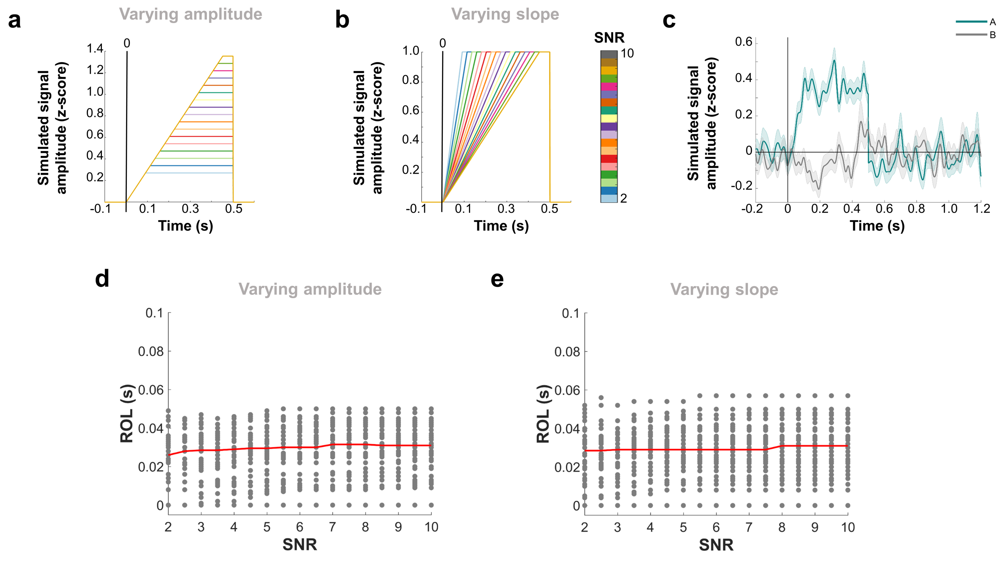 a
Varying amplitude
0
1.4
1.2
1.0
0.8
0.6
0.4
0.2
-0.1
0.1
0.3
0.5
Simulated signal
amplitude (z-score)
Time (s)
b
Varying slope
0
1.0
0.8
0.6
0.4
0.2
-0.1
0.1
0.3
0.5
Simulated signal
amplitude (z-score)
Time (s)
SNR
10
2
c
A
B
0.6
0.4
0.2
0
-0.2
-0.2
0
0.2
0.4
0.6
0.8
1.0
1.2
Simulated signal
amplitude (z-score)
Time (s)
d
Varying amplitude
0.1
0.08
0.06
0.04
0.02
0
ROL (s)
2
3
4
5
6
7
8
9
10
SNR
e
Varying slope
0.1
0.08
0.06
0.04
0.02
0
ROL (s)
2
3
4
5
6
7
8
9
10
SNR